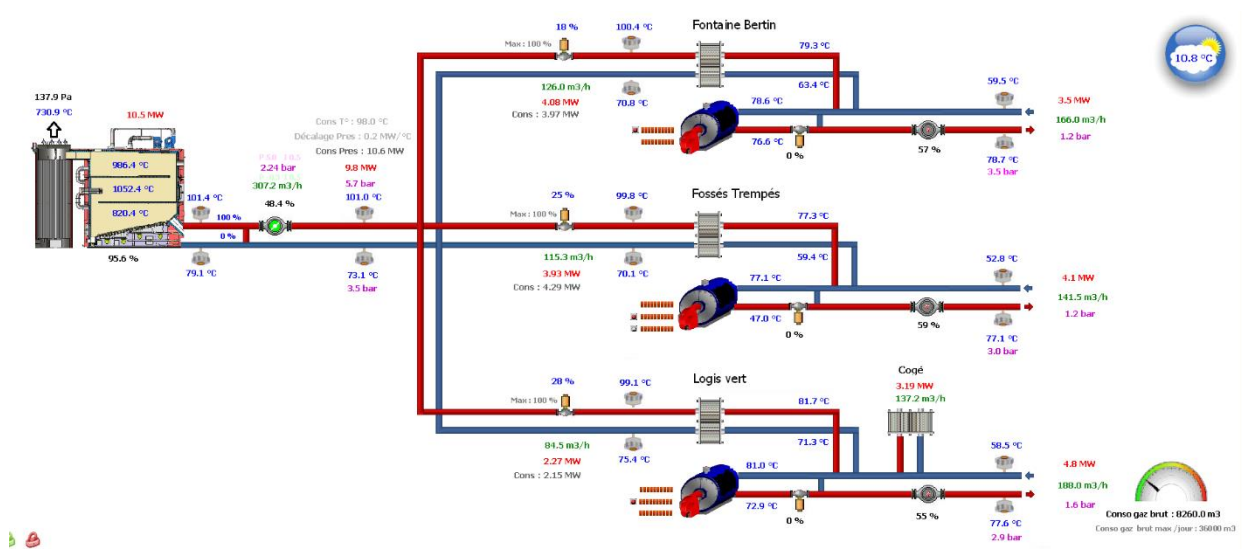 18 %
100.4 °C
Fontaine Bertin
Max : 100 %
79.3 °C
10.8 °C
126.0 m3/h
4.08 MW
Cons : 3.97 MW
70.8 °C
63.4 °C
59.5 °C
78.6 °C
3.5 MW
166.0 m3/h
1.2 bar
76.6 °C
0 %
57 %
78.7 °C
3.5 bar
137.9 Pa
730.9 °C
10.5 MW
986.4 °C
1052.4 °C
820.4 °C
95.6 %
Cons T° : 98.0 °C
Décalage Pres : 0.2 MW/°C
Cons Pres : 10.6 MW
2.24 bar
307.2 m3/h
48.4 %
9.8 MW
5.7 bar
101.0 °C
101.4 °C
100 %
0 %
79.1 °C
73.1 °C
3.5 bar
25 %
99.8 °C
Fossés Trempés
Max : 100 %
77.3 °C
115.3 m3/h
3.93 MW
Cons : 4.29 MW
70.1 °C
59.4 °C
52.8 °C
77.1 °C
4.1 MW
141.5 m3/h
1.2 bar
47.0 °C
0 %
59 %
77.1 °C
3.0 bar
28 %
99.1 °C
Logis vert
Max : 100 %
81.7 °C
Cogé
3.19 MW
137.2 m3/h
84.5 m3/h
2.27 MW
Cons : 2.15 MW
75.4 °C
71.3 °C
58.5 °C
81.0 °C
4.8 MW
188.0 m3/h
1.6 bar
72.9 °C
0 %
55 %
77.6 °C
2.9 bar
Conso gaz brut : 8260.0 m3
Conso gaz brut max /jour : 36000 m3